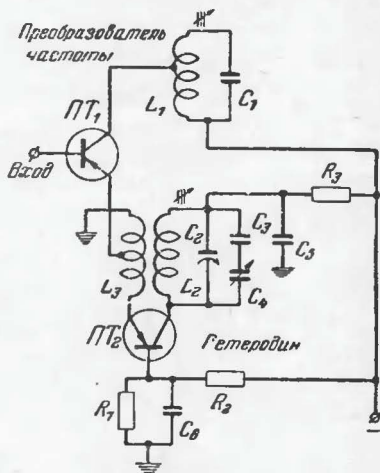 Преобразователь
частоты
ПТ₁
L₁
C₁
Вход
R₃
C₂
C₃
C₅
L₃
L₂
C₄
ПТ₂
Гетеродин
R₁
C₆
R₂